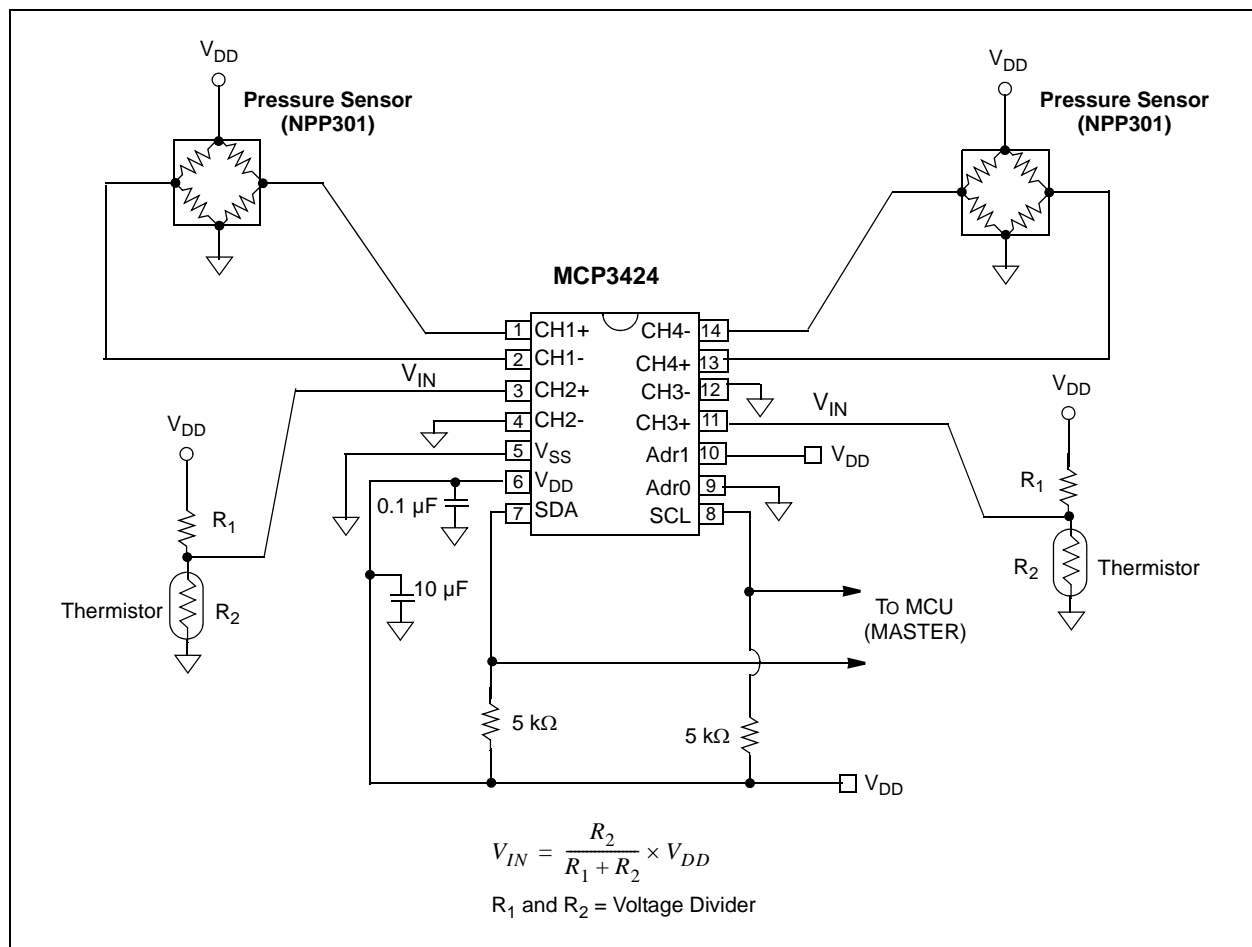 VDD
Pressure Sensor
(NPP301)
VDD
Pressure Sensor
(NPP301)
MCP3424
1 CH1+
2 CH1-
3 CH2+
4 CH2-
5 VSS
6 VDD
7 SDA
CH4- 14
CH4+ 13
CH3- 12
CH3+ 11
Adr1 10
Adr0 9
SCL 8
VIN
VIN
VDD
R1
Thermistor
R2
0.1 µF
10 µF
VDD
VDD
R1
R2
Thermistor
TO MCU
(MASTER)
5 kΩ
5 kΩ
VDD
VIN = R2 / (R1 + R2) × VDD
R1 and R2 = Voltage Divider